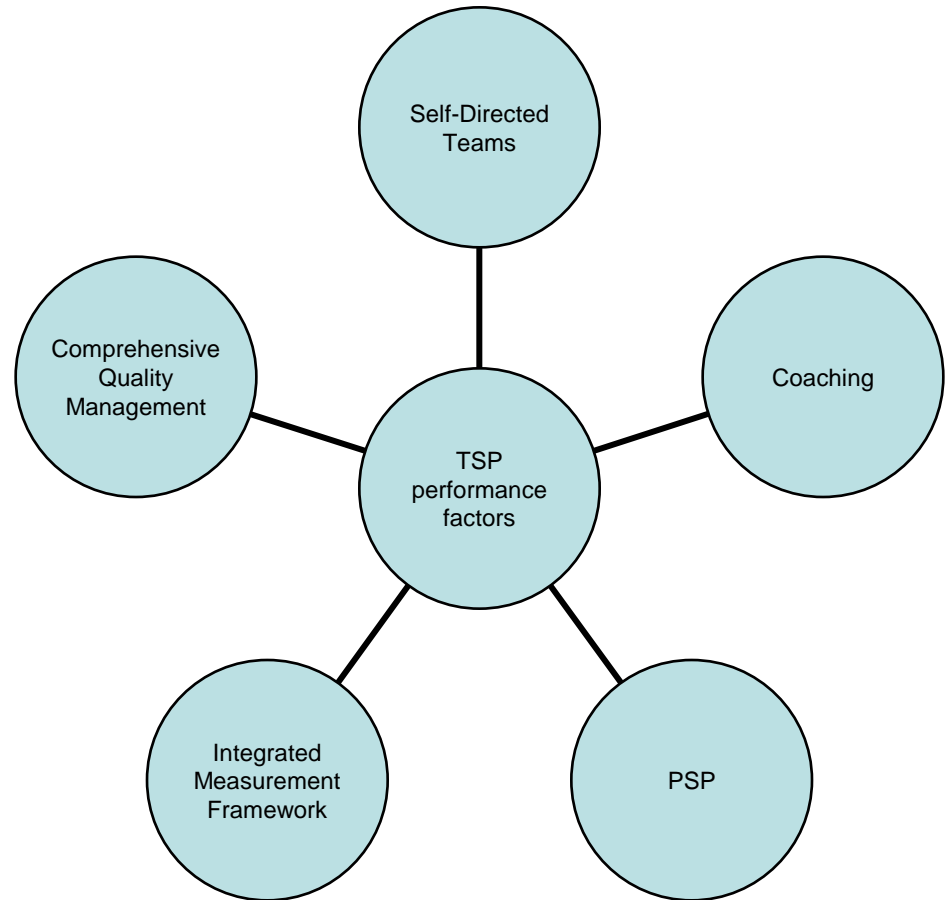 Self-Directed
Teams
Comprehensive
Quality
Management
Coaching
TSP
performance
factors
Integrated
Measurement
Framework
PSP